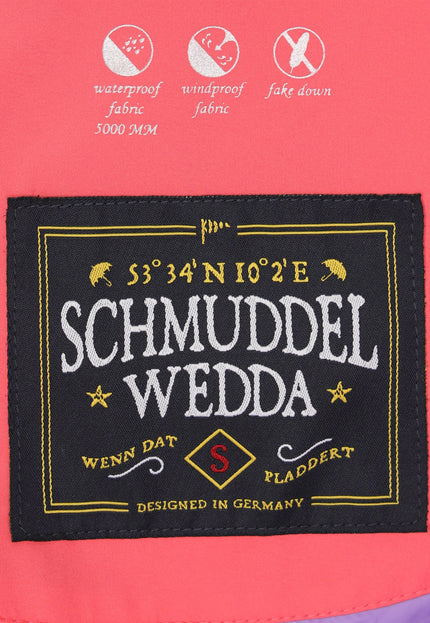 waterproof
fabric
5000 MM
windproof
fabric
fake down
53° 34' N 10° 2' E
SCHMUDDEL
WEDDA
WENN DAT
S
PLADDERT
DESIGNED IN GERMANY